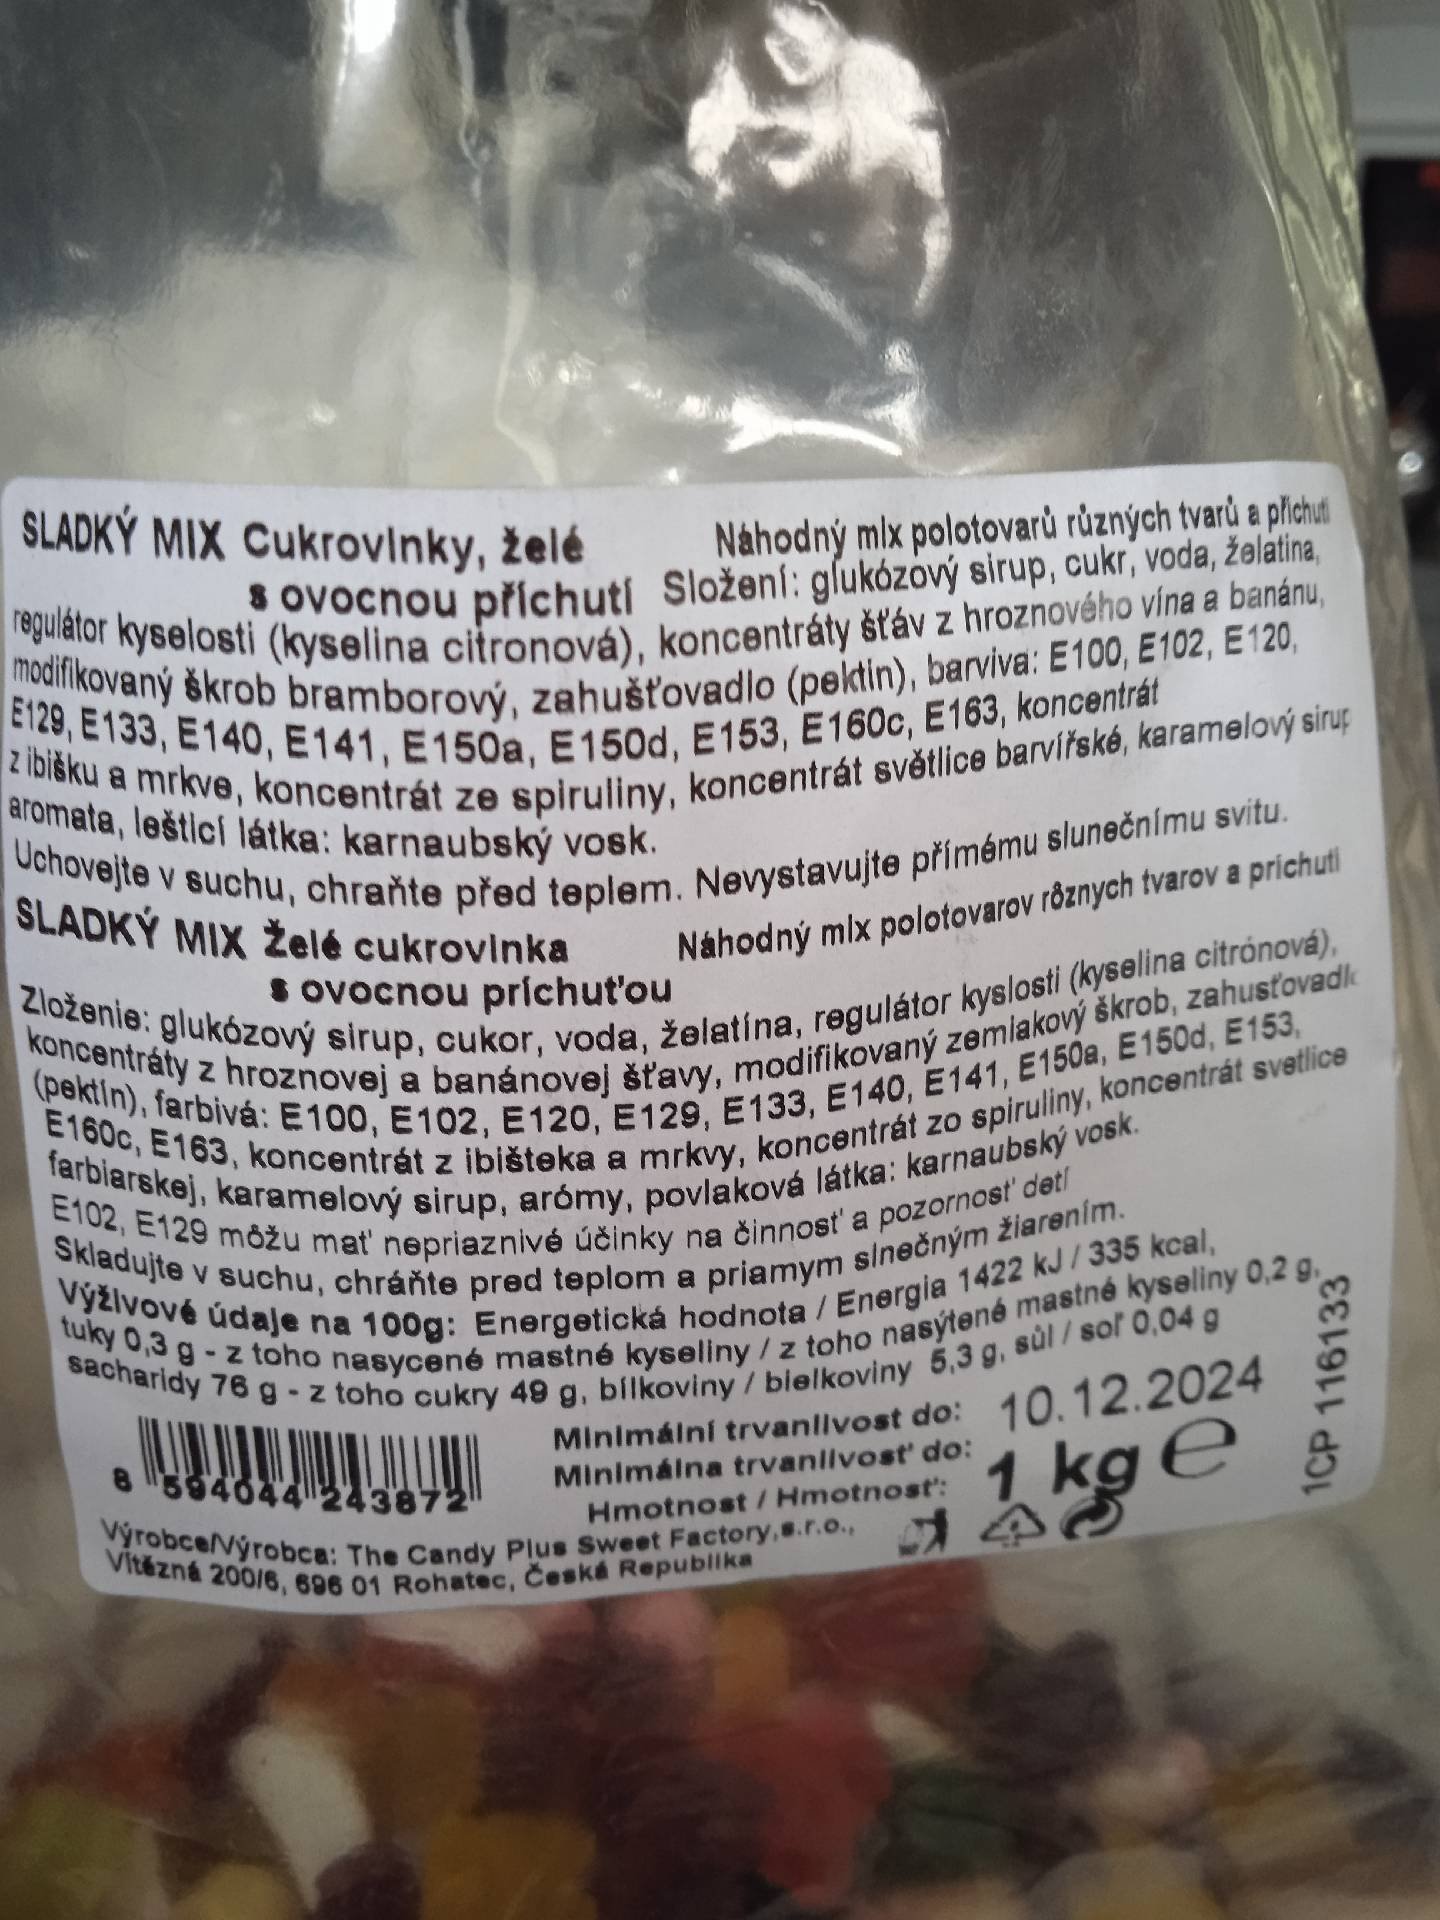 SLADKÝ MIX Cukrovinky, želé
s ovocnou příchutí
Náhodný mix polotovarů různých tvarů a příchutí
Složení: glukózový sirup, cukr, voda, želatina,
regulátor kyselosti (kyselina citronová), koncentráty šťáv z hroznového vína a banánu,
modifikovaný škrob bramborový, zahušťovadlo (pektin), barviva: E100, E102, E120,
E129, E133, E140, E141, E150a, E150d, E153, E160c, E163, koncentrát
z ibišku a mrkve, koncentrát ze spiruliny, koncentrát světlice barvířské, karamelový sirup
aromata, lešticí látka: karnaubský vosk.
Uchovejte v suchu, chraňte před teplem. Nevystavujte přímému slunečnímu svitu.
SLADKÝ MIX Želé cukrovinka
s ovocnou príchuťou
Náhodný mix polotovarov rôznych tvarov a príchuti
Zloženie: glukózový sirup, cukor, voda, želatína, regulátor kyslosti (kyselina citrónová),
koncentráty z hroznovej a banánovej šťavy, modifikovaný zemiakový škrob, zahusťovadlo
(pektín), farbivá: E100, E102, E120, E129, E133, E140, E141, E150a, E150d, E153,
E160c, E163, koncentrát z ibišteka a mrkvy, koncentrát zo spiruliny, koncentrát svetlice
farbiarskej, karamelový sirup, arómy, povlaková látka: karnaubský vosk.
E102, E129 môžu mať nepriaznivé účinky na činnosť a pozornosť detí
Skladujte v suchu, chráňte pred teplom a priamym slnečným žiarením.
Výživové údaje na 100g: Energetická hodnota / Energia 1422 kJ / 335 kcal,
tuky 0,3 g - z toho nasycené mastné kyseliny / z toho nasýtené mastné kyseliny 0,2 g,
sacharidy 76 g - z toho cukry 49 g, bílkoviny / bielkoviny 5,3 g, sůl / soľ 0,04 g
Minimální trvanlivost do: 10.12.2024
Minimálna trvanlivosť do:
Hmotnost / Hmotnosť: 1 kg e
8 594044 243872
Výrobce/Výrobca: The Candy Plus Sweet Factory,s.r.o.,
Vítězná 200/6, 696 01 Rohatec, Česká Republika
1CP 116133